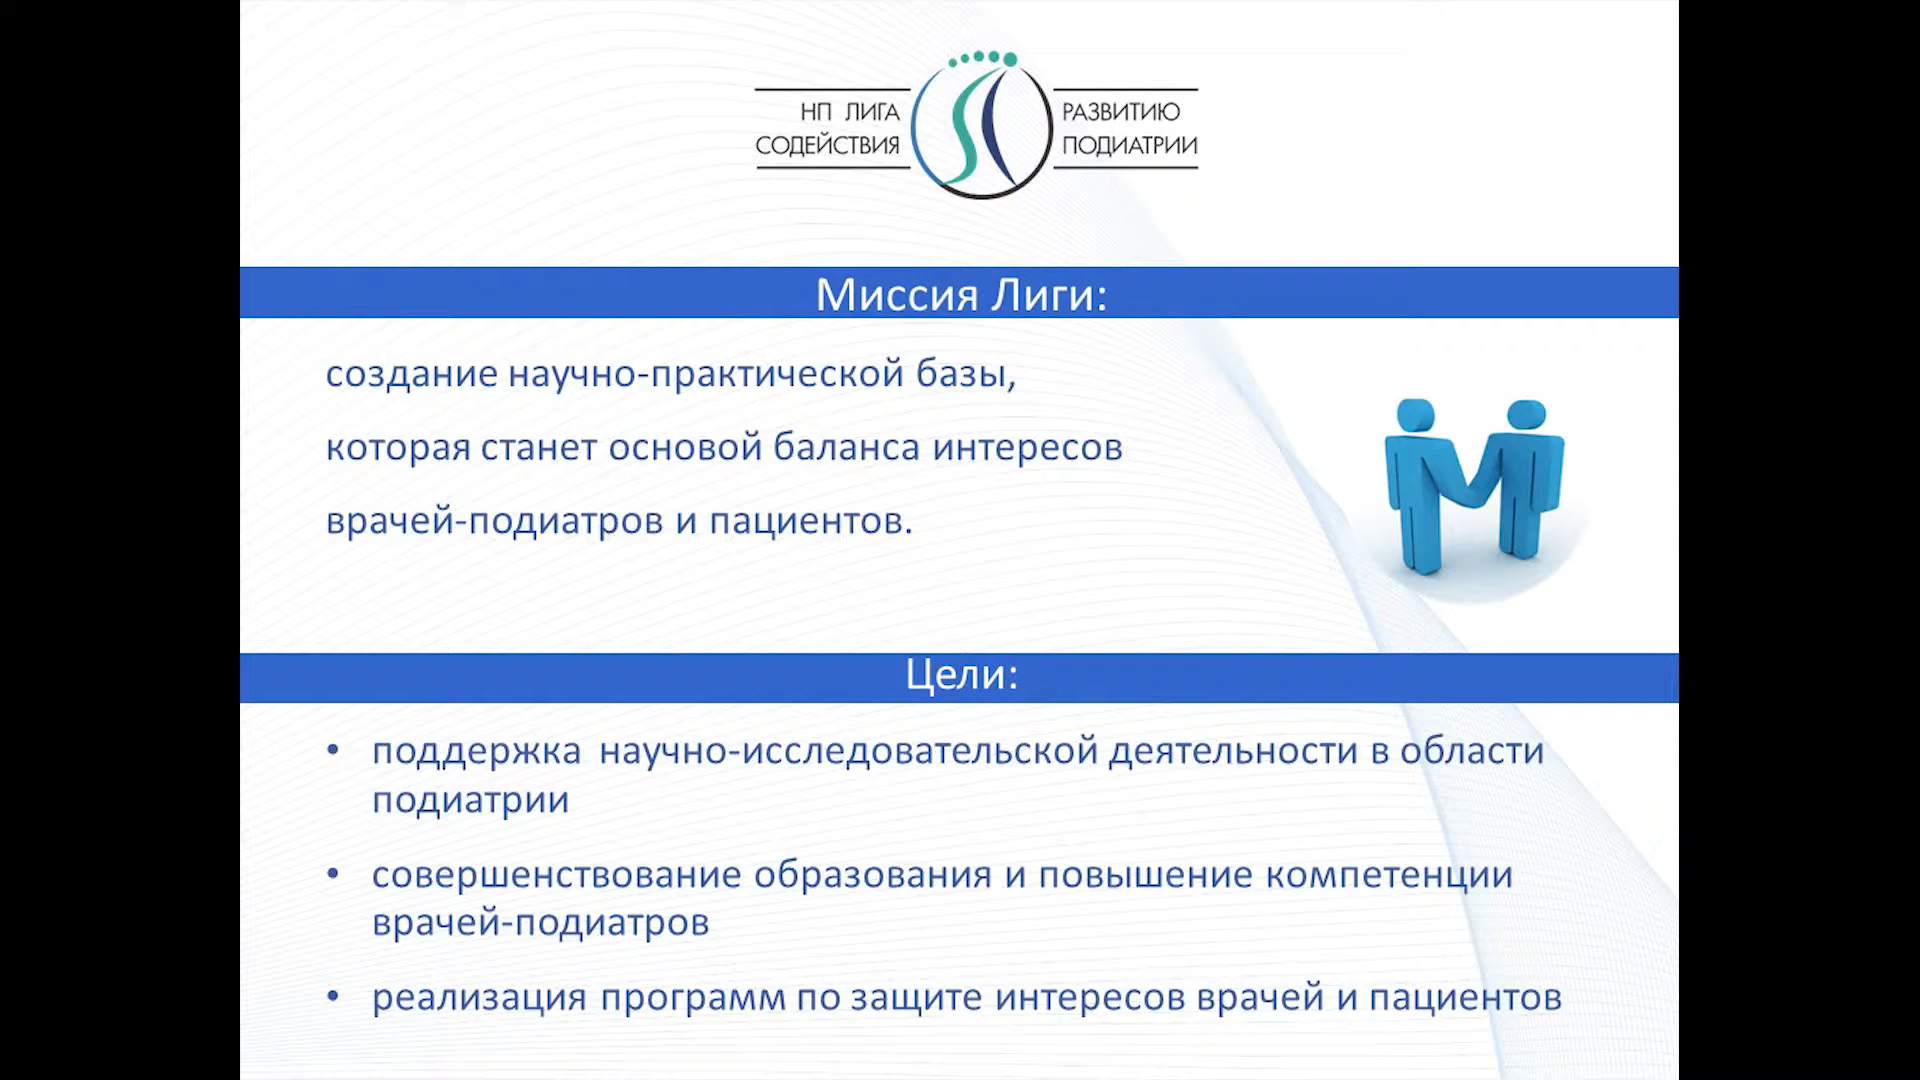 НП ЛИГА
СОДЕЙСТВИЯ
РАЗВИТИЮ
ПОДИАТРИИ
Миссия Лиги:
создание научно-практической базы,
которая станет основой баланса интересов
врачей-подиатров и пациентов.
Цели:
• поддержка научно-исследовательской деятельности в области
подиатрии
• совершенствование образования и повышение компетенции
врачей-подиатров
• реализация программ по защите интересов врачей и пациентов